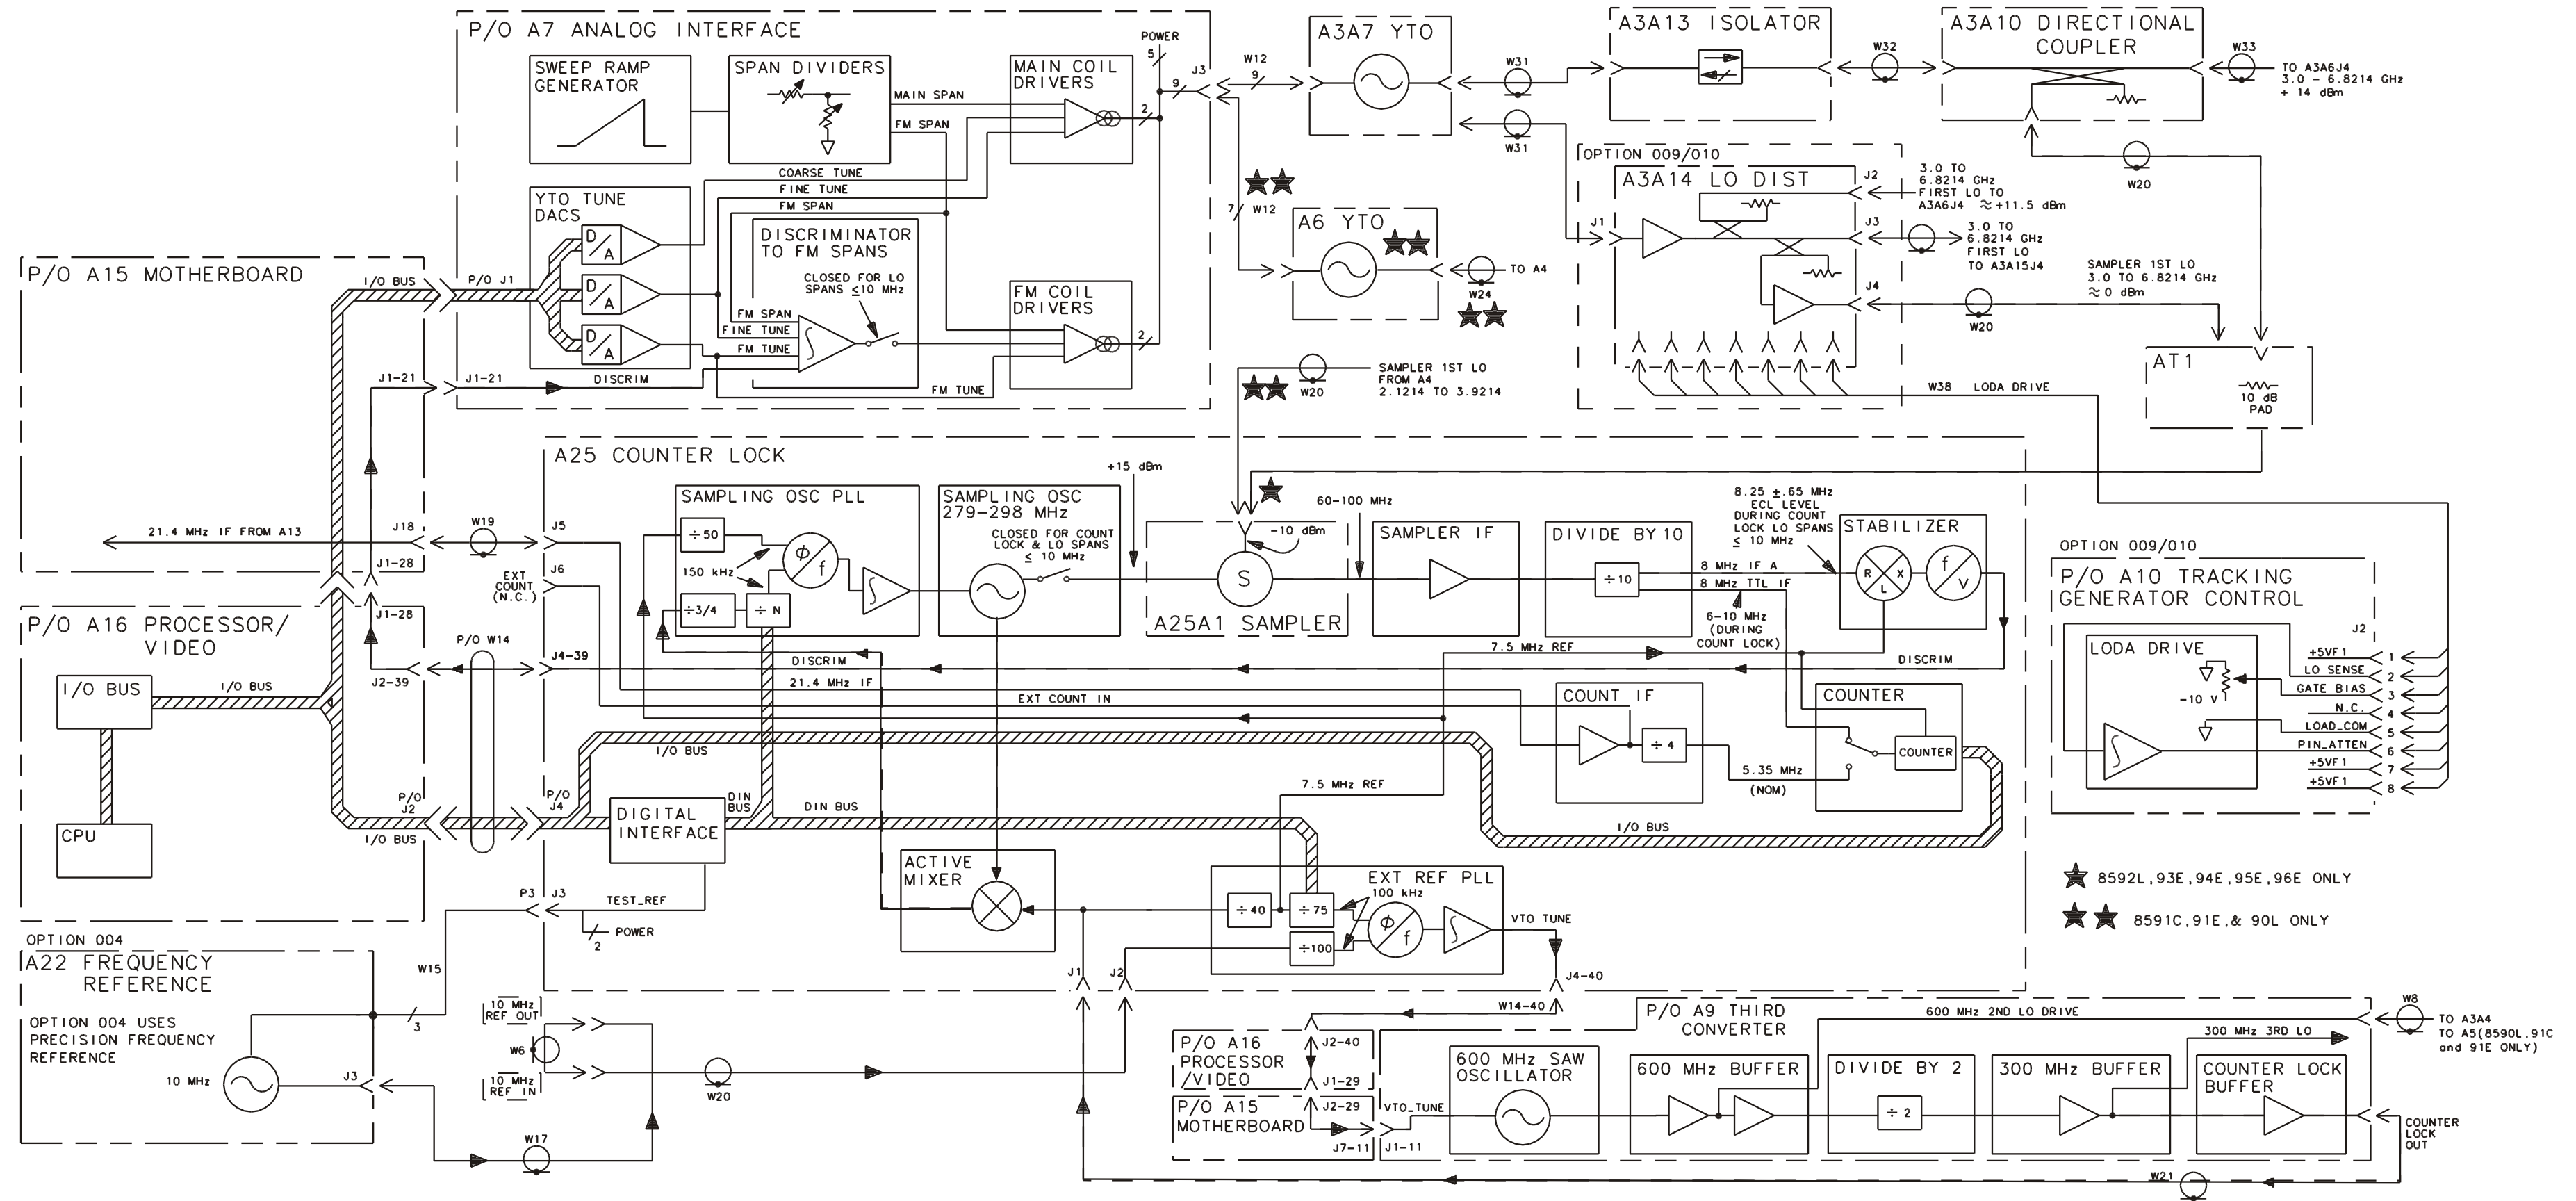 P/O A7 ANALOG INTERFACE
SWEEP RAMP
GENERATOR
SPAN DIVIDERS
MAIN COIL
DRIVERS
POWER
5
9
J3
2
MAIN SPAN
FM SPAN
COARSE TUNE
FINE TUNE
FM SPAN
YTO TUNE
DACS
D/A
D/A
D/A
DISCRIMINATOR
TO FM SPANS
CLOSED FOR LO
SPANS ≤10 MHz
FM SPAN
FINE TUNE
FM TUNE
FM COIL
DRIVERS
2
FM TUNE
P/O J1
J1-21
DISCRIM
W12
9
A3A7 YTO
W31
W31
A3A13 ISOLATOR
W32
A3A10 DIRECTIONAL
COUPLER
W33
TO A3A6J4
3.0 - 6.8214 GHz
+ 14 dBm
W20
7
W12
A6 YTO
TO A4
W24
OPTION 009/010
A3A14 LO DIST
J1
J2
3.0 TO
6.8214 GHz
FIRST LO TO
A3A6J4 ≈+11.5 dBm
J3
3.0 TO
6.8214 GHz
FIRST LO
TO A3A15J4
J4
SAMPLER 1ST LO
3.0 TO 6.8214 GHz
≈ 0 dBm
W20
W38 LODA DRIVE
AT1
10 dB
PAD
W20
SAMPLER 1ST LO
FROM A4
2.1214 TO 3.9214
P/O A15 MOTHERBOARD
I/O BUS
J1-21
21.4 MHz IF FROM A13
J18
J1-28
W19
P/O A16 PROCESSOR/
VIDEO
J1-28
J2-39
P/O W14
I/O BUS
I/O BUS
CPU
P/O
J2
I/O BUS
A25 COUNTER LOCK
J5
J6
EXT
COUNT
(N.C.)
J4-39
P/O
J4
SAMPLING OSC PLL
÷50
150 kHz
÷3/4
÷ N
ϕ/f
SAMPLING OSC
279-298 MHz
CLOSED FOR COUNT
LOCK & LO SPANS
≤ 10 MHz
+15 dBm
-10 dBm
S
A25A1 SAMPLER
60-100 MHz
SAMPLER IF
DIVIDE BY 10
÷10
8 MHz IF A
8 MHz TTL IF
6-10 MHz
(DURING
COUNT LOCK)
8.25 ±.65 MHz
ECL LEVEL
DURING COUNT
LOCK LO SPANS
≤ 10 MHz
STABILIZER
R
X
L
f/V
7.5 MHz REF
DISCRIM
DISCRIM
21.4 MHz IF
EXT COUNT IN
I/O BUS
COUNT IF
÷ 4
5.35 MHz
(NOM)
COUNTER
COUNTER
I/O BUS
7.5 MHz REF
DIGITAL
INTERFACE
DIN
BUS
DIN BUS
TEST_REF
POWER
2
P3
J3
ACTIVE
MIXER
EXT REF PLL
÷40
÷75
÷100
100 kHz
ϕ/f
VTO TUNE
J1
J2
J4-40
OPTION 009/010
P/O A10 TRACKING
GENERATOR CONTROL
LODA DRIVE
-10 V
J2
+5VF1 1
LO SENSE 2
GATE BIAS 3
N.C. 4
LOAD_COM 5
PIN_ATTEN 6
+5VF1 7
+5VF1 8
8592L,93E,94E,95E,96E ONLY
8591C,91E,& 90L ONLY
OPTION 004
A22 FREQUENCY
REFERENCE
OPTION 004 USES
PRECISION FREQUENCY
REFERENCE
10 MHz
J3
W15
3
W17
10 MHz
REF OUT
W6
10 MHz
REF IN
W20
W14-40
P/O A16
PROCESSOR
/VIDEO
J2-40
J1-29
P/O A15
MOTHERBOARD
J2-29
J7-11
J1-11
VTO_TUNE
P/O A9 THIRD
CONVERTER
600 MHz SAW
OSCILLATOR
600 MHz BUFFER
DIVIDE BY 2
÷ 2
300 MHz BUFFER
COUNTER LOCK
BUFFER
600 MHz 2ND LO DRIVE
300 MHz 3RD LO
W8
TO A3A4
TO A5(8590L,91C
and 91E ONLY)
COUNTER
LOCK
OUT
W21